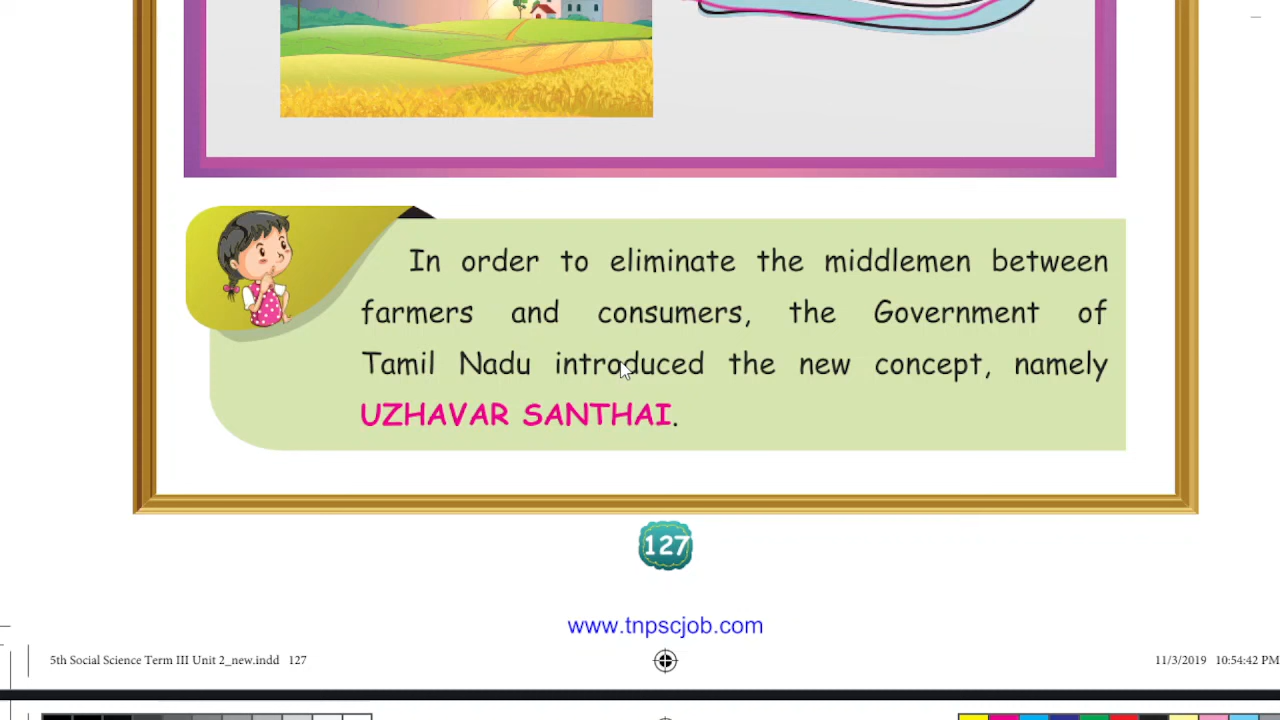 In order to eliminate the middlemen between
farmers and consumers, the Government of
Tamil Nadu introduced the new concept, namely
UZHAVAR SANTHAI.
127
www.tnpscjob.com
5th Social Science Term III Unit 2_new.indd 127
11/3/2019 10:54:42 PM